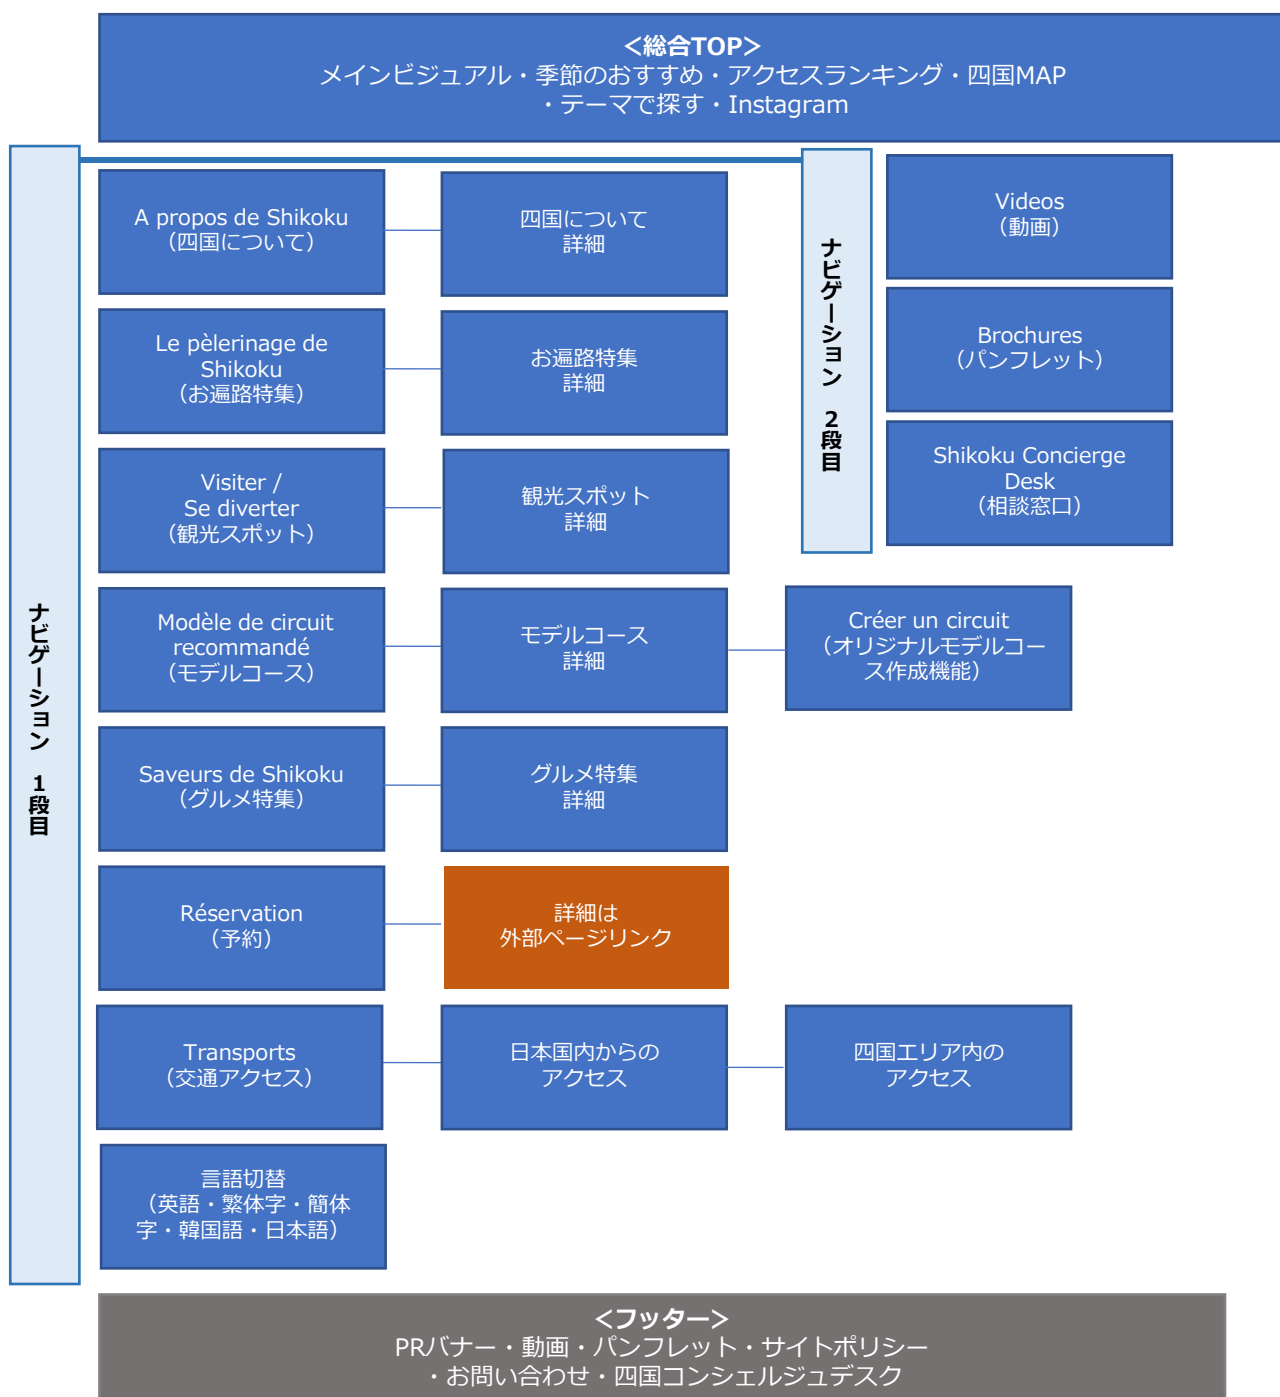 ＜総合TOP＞
メインビジュアル・季節のおすすめ・アクセスランキング・四国MAP
・テーマで探す・Instagram
ナビゲーション　1段目
A propos de Shikoku
（四国について）
四国について
詳細
Le pèlerinage de
Shikoku
（お遍路特集）
お遍路特集
詳細
Visiter /
Se diverter
（観光スポット）
観光スポット
詳細
Modèle de circuit
recommandé
（モデルコース）
モデルコース
詳細
Créer un circuit
（オリジナルモデルコー
ス作成機能）
Saveurs de Shikoku
（グルメ特集）
グルメ特集
詳細
Réservation
（予約）
詳細は
外部ページリンク
Transports
（交通アクセス）
日本国内からの
アクセス
四国エリア内の
アクセス
言語切替
（英語・繁体字・簡体
字・韓国語・日本語）
ナビゲーション　2段目
Videos
（動画）
Brochures
（パンフレット）
Shikoku Concierge
Desk
（相談窓口）
＜フッター＞
PRバナー・動画・パンフレット・サイトポリシー
・お問い合わせ・四国コンシェルジュデスク